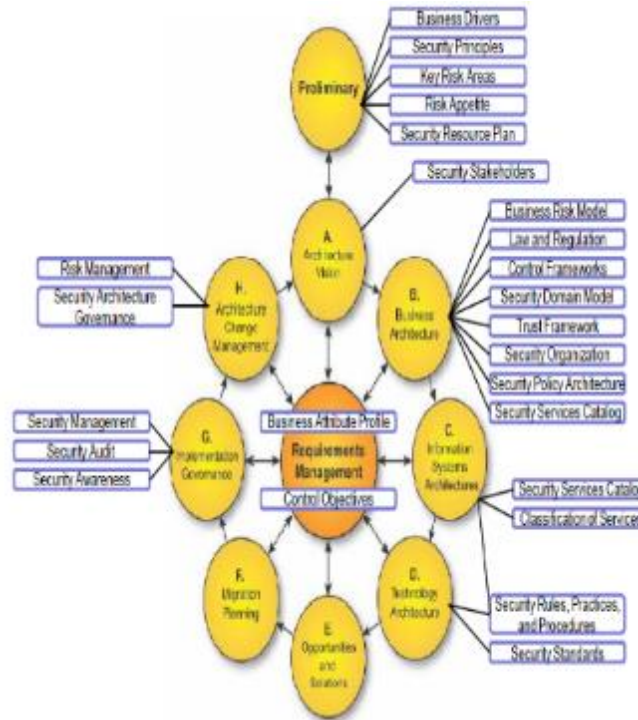 Business Drivers
Security Principles
Key Risk Areas
Risk Appetite
Security Resource Plan
Preliminary
Security Stakeholders
A.
Architecture
Vision
Business Risk Model
Law and Regulation
Control Frameworks
Security Domain Model
Trust Framework
Security Organization
Security Policy Architecture
Security Services Catalog
Risk Management
Security Architecture
Governance
H.
Architecture
Change
Management
B.
Business
Architecture
Security Management
Security Audit
Security Awareness
G.
Implementation
Governance
Business Attribute Profile
Requirements
Management
Control Objectives
C.
Information
Systems
Architectures
Security Services Catalog
Classification of Services
Security Rules, Practices,
and Procedures
Security Standards
F.
Migration
Planning
D.
Technology
Architecture
E.
Opportunities
and
Solutions